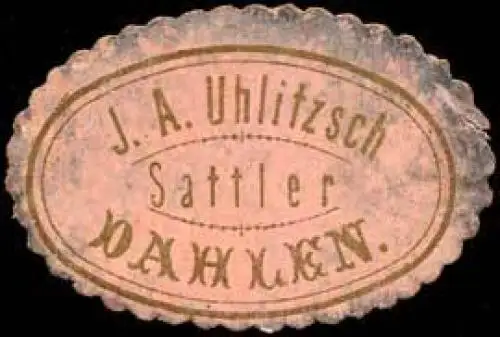 J. A. Uhlitzsch
Sattler
DAHLEN.